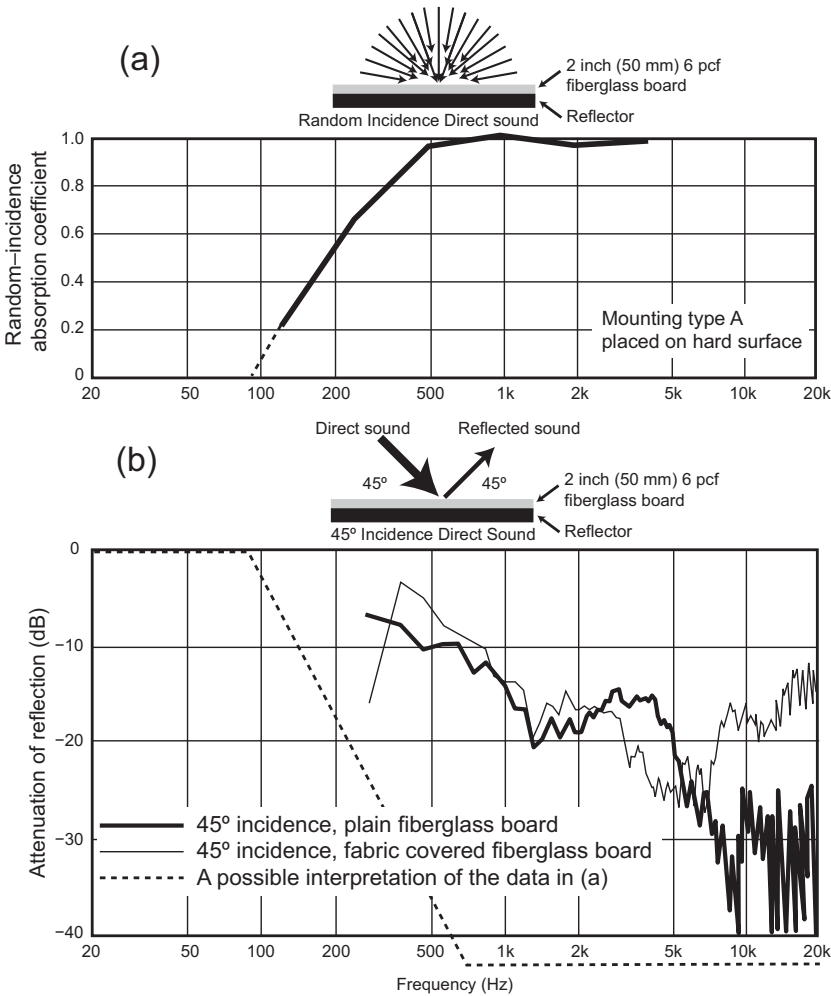 (a)
2 inch (50 mm) 6 pcf
fiberglass board
Reflector
Random Incidence Direct sound
Random–incidence
absorption coefficient
1.0
0.8
0.6
0.4
0.2
0
Mounting type A
placed on hard surface
20 50 100 200 500 1k 2k 5k 10k 20k
(b)
Direct sound
Reflected sound
45º 45º
2 inch (50 mm) 6 pcf
fiberglass board
Reflector
45º Incidence Direct Sound
Attenuation of reflection (dB)
0
−10
−20
−30
−40
45º incidence, plain fiberglass board
45º incidence, fabric covered fiberglass board
A possible interpretation of the data in (a)
20 50 100 200 500 1k 2k 5k 10k 20k
Frequency (Hz)